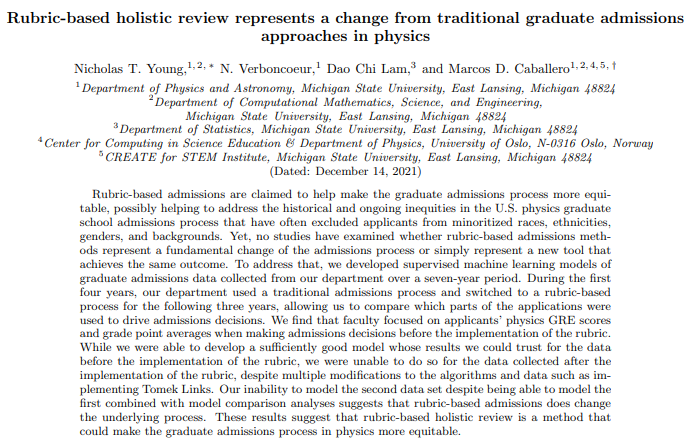 Rubric-based holistic review represents a change from traditional graduate admissions
approaches in physics
Nicholas T. Young,1, 2, * N. Verboncoeur,1 Dao Chi Lam,3 and Marcos D. Caballero1, 2, 4, 5, †
1Department of Physics and Astronomy, Michigan State University, East Lansing, Michigan 48824
2Department of Computational Mathematics, Science, and Engineering,
Michigan State University, East Lansing, Michigan 48824
3Department of Statistics, Michigan State University, East Lansing, Michigan 48824
4Center for Computing in Science Education & Department of Physics, University of Oslo, N-0316 Oslo, Norway
5CREATE for STEM Institute, Michigan State University, East Lansing, Michigan 48824
(Dated: December 14, 2021)
Rubric-based admissions are claimed to help make the graduate admissions process more equi-
table, possibly helping to address the historical and ongoing inequities in the U.S. physics graduate
school admissions process that have often excluded applicants from minoritized races, ethnicities,
genders, and backgrounds. Yet, no studies have examined whether rubric-based admissions meth-
ods represent a fundamental change of the admissions process or simply represent a new tool that
achieves the same outcome. To address that, we developed supervised machine learning models of
graduate admissions data collected from our department over a seven-year period. During the first
four years, our department used a traditional admissions process and switched to a rubric-based
process for the following three years, allowing us to compare which parts of the applications were
used to drive admissions decisions. We find that faculty focused on applicants' physics GRE scores
and grade point averages when making admissions decisions before the implementation of the rubric.
While we were able to develop a sufficiently good model whose results we could trust for the data
before the implementation of the rubric, we were unable to do so for the data collected after the
implementation of the rubric, despite multiple modifications to the algorithms and data such as im-
plementing Tomek Links. Our inability to model the second data set despite being able to model the
first combined with model comparison analyses suggests that rubric-based admissions does change
the underlying process. These results suggest that rubric-based holistic review is a method that
could make the graduate admissions process in physics more equitable.